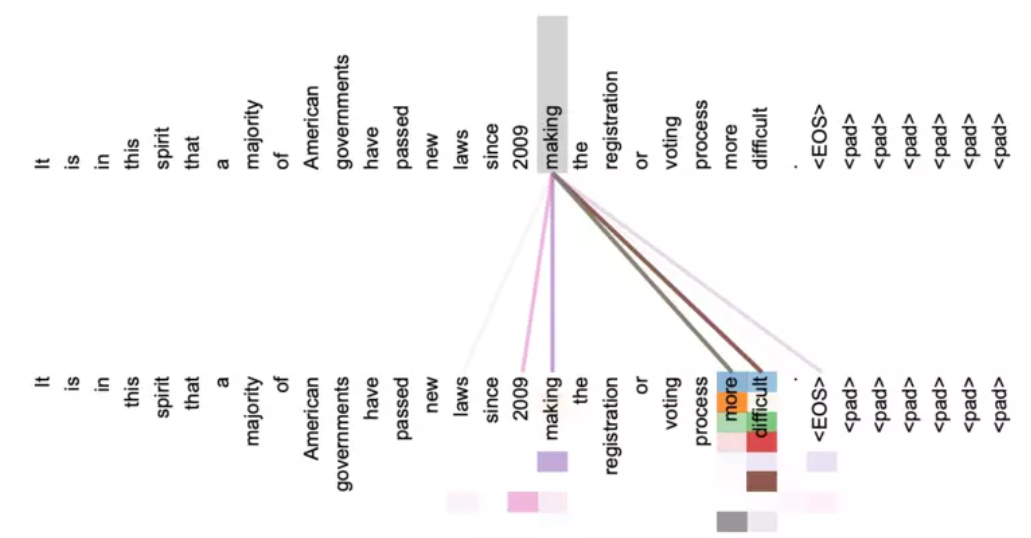 It is in this spirit that a majority of American governments have passed new laws since 2009 making the registration or voting process more difficult . <EOS> <pad> <pad> <pad> <pad> <pad> <pad>
It is in this spirit that a majority of American governments have passed new laws since 2009 making the registration or voting process more difficult . <EOS> <pad> <pad> <pad> <pad> <pad> <pad>